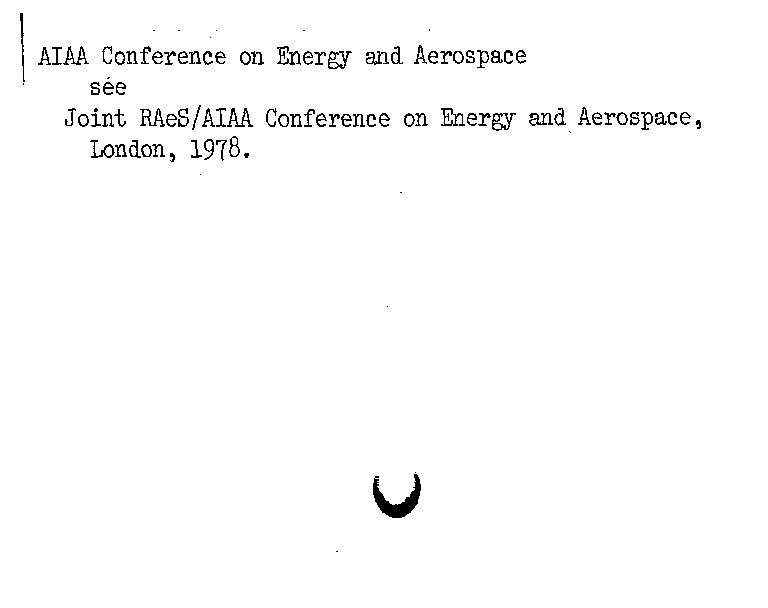 AIAA Conference on Energy and Aerospace
see
Joint RAeS/AIAA Conference on Energy and Aerospace,
London, 1978.